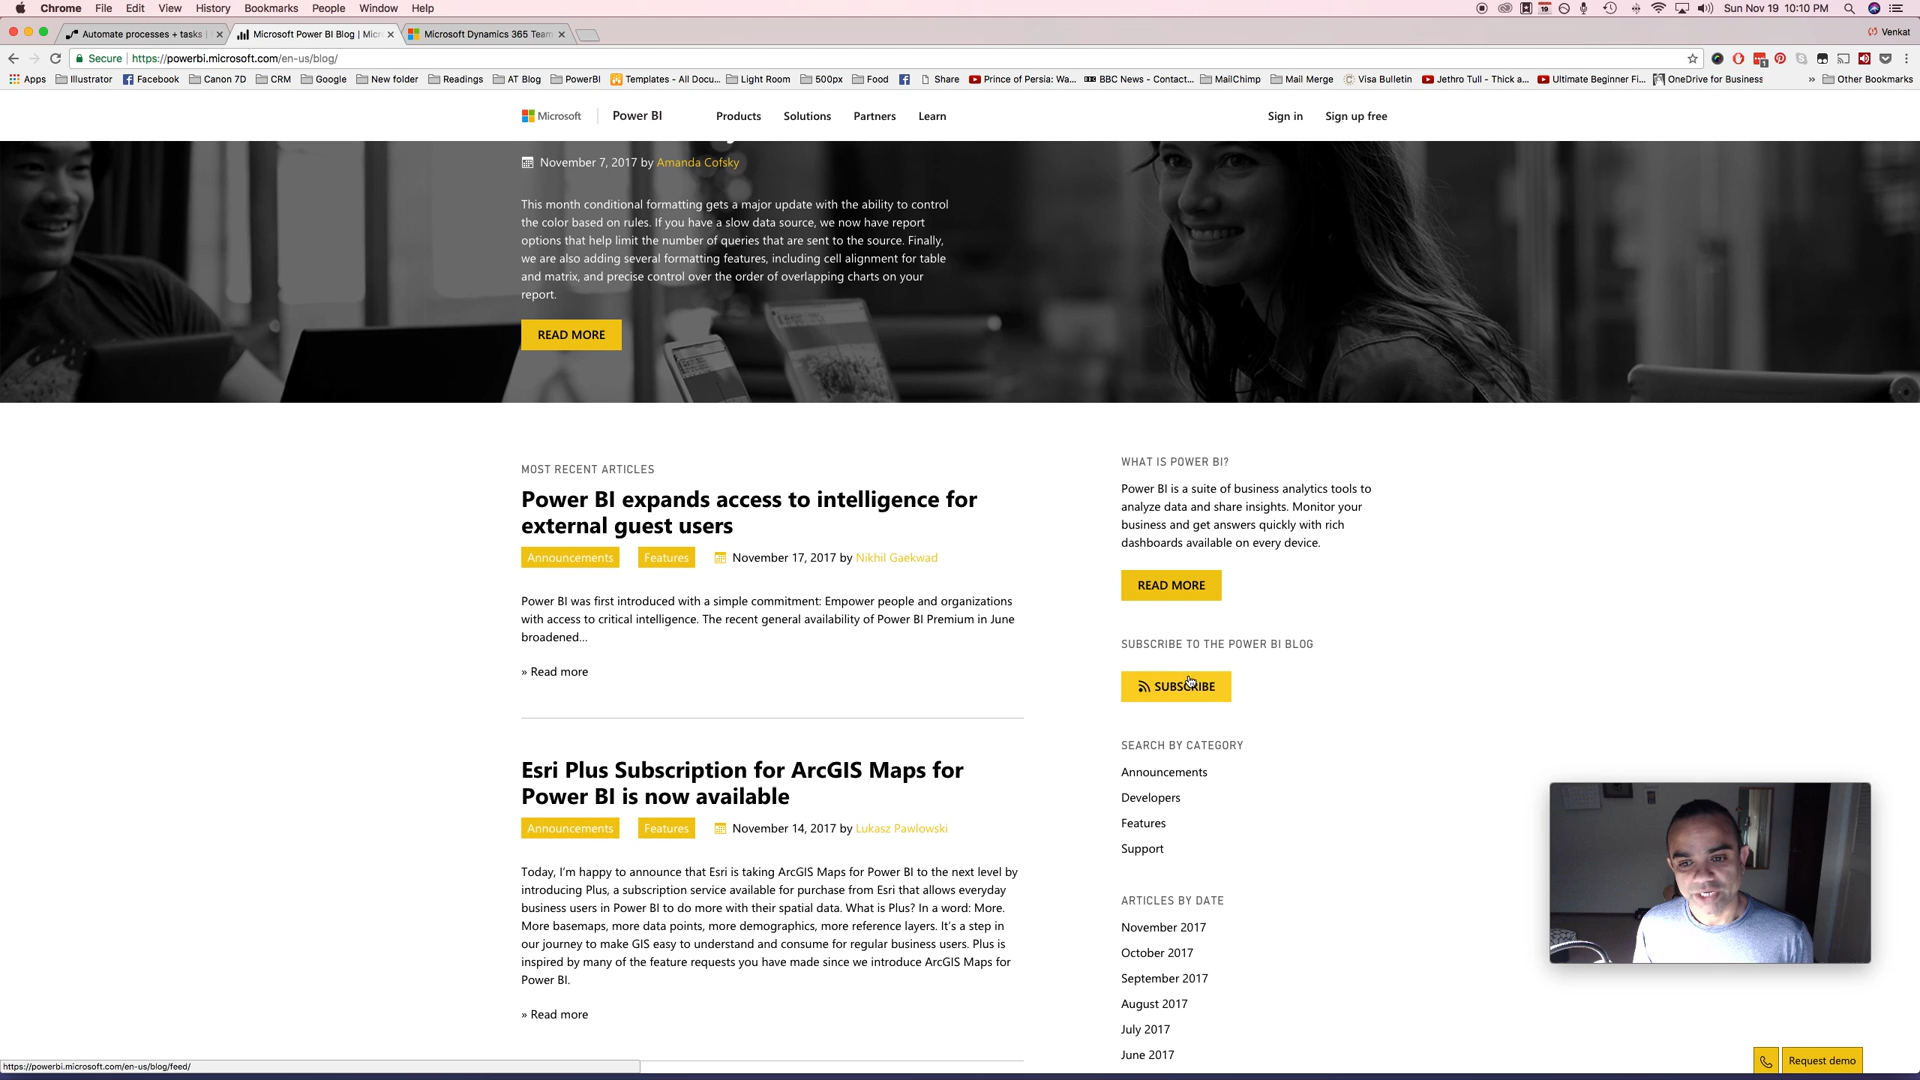 Chrome File Edit View History Bookmarks People Window Help
19 Sun Nov 19 10:10 PM
Automate processes + tasks | Microsoft Power BI Blog | Micr Microsoft Dynamics 365 Team Venkat
Secure https://powerbi.microsoft.com/en-us/blog/
Apps Illustrator Facebook Canon 7D CRM Google New folder Readings AT Blog PowerBI Templates - All Docu... Light Room 500px Food Share Prince of Persia: Wa... BBC News - Contact... MailChimp Mail Merge Visa Bulletin Jethro Tull - Thick a... Ultimate Beginner Fi... OneDrive for Business » Other Bookmarks
Microsoft Power BI Products Solutions Partners Learn Sign in Sign up free
November 7, 2017 by Amanda Cofsky
This month conditional formatting gets a major update with the ability to control
the color based on rules. If you have a slow data source, we now have report
options that help limit the number of queries that are sent to the source. Finally,
we are also adding several formatting features, including cell alignment for table
and matrix, and precise control over the order of overlapping charts on your
report.
READ MORE
MOST RECENT ARTICLES
Power BI expands access to intelligence for
external guest users
Announcements Features November 17, 2017 by Nikhil Gaekwad
Power BI was first introduced with a simple commitment: Empower people and organizations
with access to critical intelligence. The recent general availability of Power BI Premium in June
broadened...
» Read more
Esri Plus Subscription for ArcGIS Maps for
Power BI is now available
Announcements Features November 14, 2017 by Lukasz Pawlowski
Today, I'm happy to announce that Esri is taking ArcGIS Maps for Power BI to the next level by
introducing Plus, a subscription service available for purchase from Esri that allows everyday
business users in Power BI to do more with their spatial data. What is Plus? In a word: More.
More basemaps, more data points, more demographics, more reference layers. It's a step in
our journey to make GIS easy to understand and consume for regular business users. Plus is
inspired by many of the feature requests you have made since we introduce ArcGIS Maps for
Power BI.
» Read more
WHAT IS POWER BI?
Power BI is a suite of business analytics tools to
analyze data and share insights. Monitor your
business and get answers quickly with rich
dashboards available on every device.
READ MORE
SUBSCRIBE TO THE POWER BI BLOG
SUBSCRIBE
SEARCH BY CATEGORY
Announcements
Developers
Features
Support
ARTICLES BY DATE
November 2017
October 2017
September 2017
August 2017
July 2017
June 2017
Request demo
https://powerbi.microsoft.com/en-us/blog/feed/